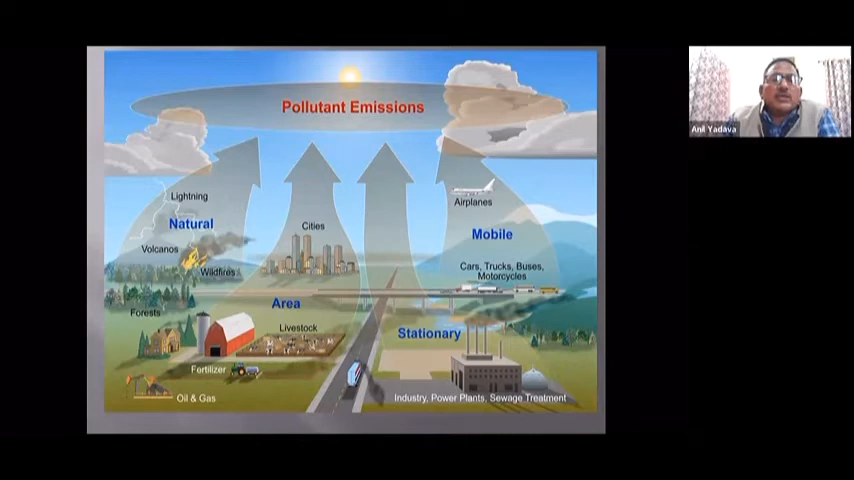 Pollutant Emissions
Anil Yadava
Lightning
Natural
Volcanos
Wildfires
Cities
Airplanes
Mobile
Cars, Trucks, Buses,
Motorcycles
Forests
Area
Livestock
Stationary
Fertilizer
Oil & Gas
Industry, Power Plants, Sewage Treatment